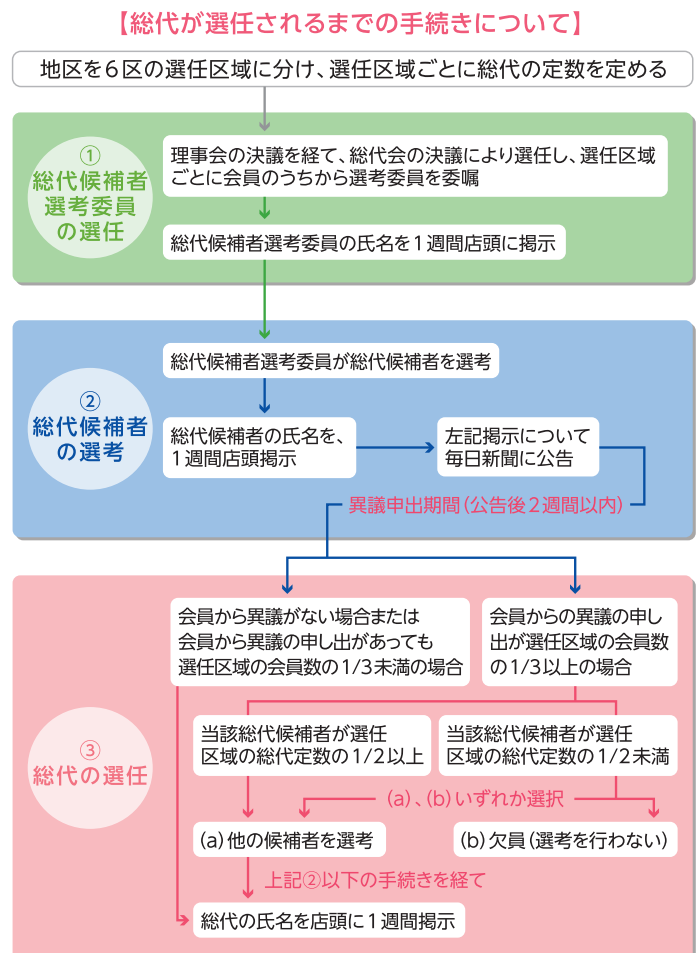 【総代が選任されるまでの手続きについて】
地区を６区の選任区域に分け、選任区域ごとに総代の定数を定める
①
総代候補者
選考委員
の選任
理事会の決議を経て、総代会の決議により選任し、選任区域
ごとに会員のうちから選考委員を委嘱
総代候補者選考委員の氏名を１週間店頭に掲示
②
総代候補者
の選考
総代候補者選考委員が総代候補者を選考
総代候補者の氏名を、
１週間店頭掲示
左記掲示について
毎日新聞に公告
異議申出期間（公告後２週間以内）
③
総代の選任
会員から異議がない場合または
会員から異議の申し出があっても
選任区域の会員数の1/3未満の場合
会員からの異議の申し
出が選任区域の会員数
の1/3以上の場合
当該総代候補者が選任
区域の総代定数の1/2以上
当該総代候補者が選任
区域の総代定数の1/2未満
（a）、（b）いずれか選択
（a）他の候補者を選考
（b）欠員（選考を行わない）
上記②以下の手続きを経て
総代の氏名を店頭に１週間掲示